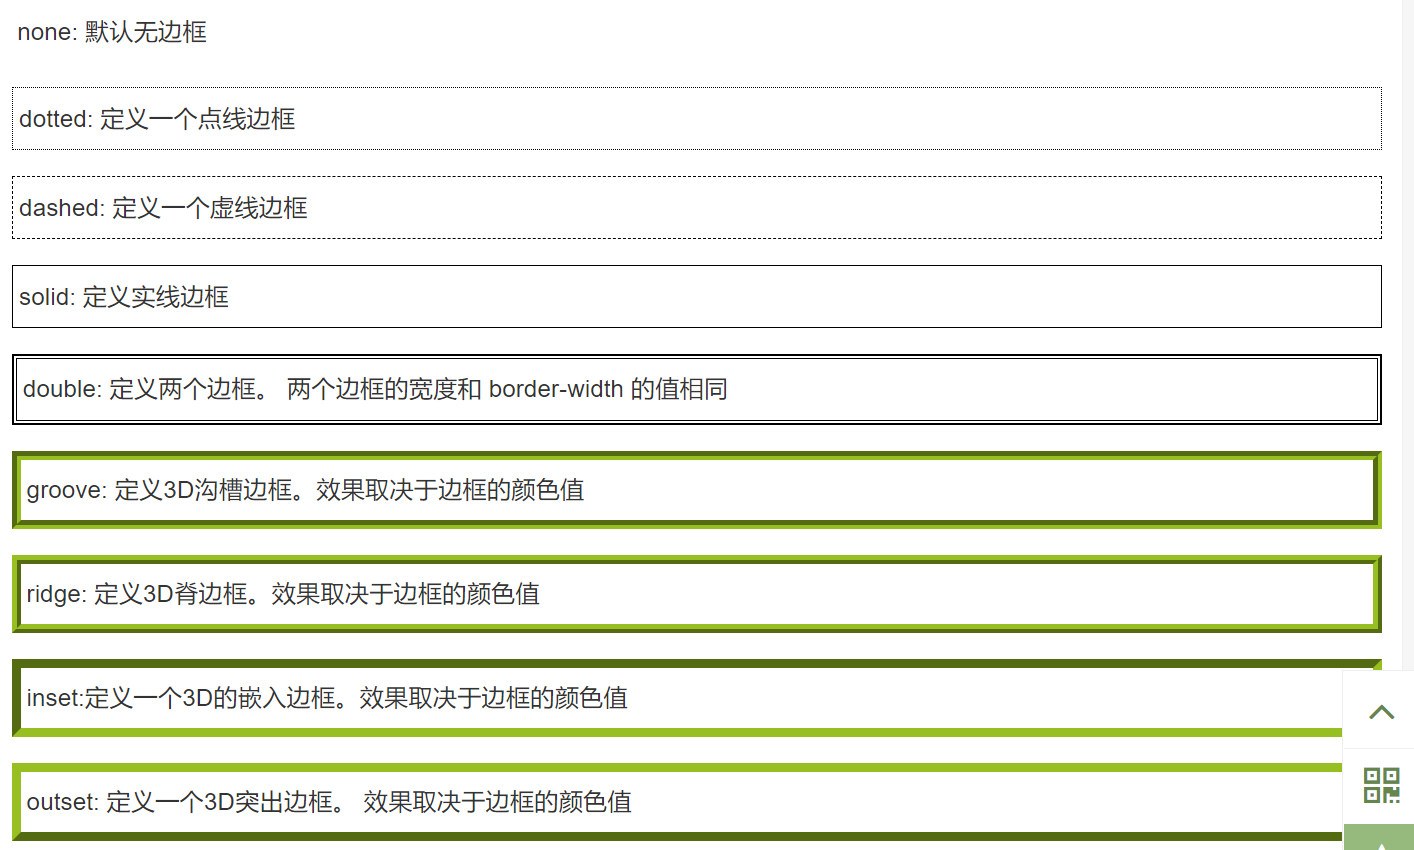 none: 默认无边框
dotted: 定义一个点线边框
dashed: 定义一个虚线边框
solid: 定义实线边框
double: 定义两个边框。 两个边框的宽度和 border-width 的值相同
groove: 定义3D沟槽边框。效果取决于边框的颜色值
ridge: 定义3D脊边框。效果取决于边框的颜色值
inset:定义一个3D的嵌入边框。效果取决于边框的颜色值
outset: 定义一个3D突出边框。 效果取决于边框的颜色值